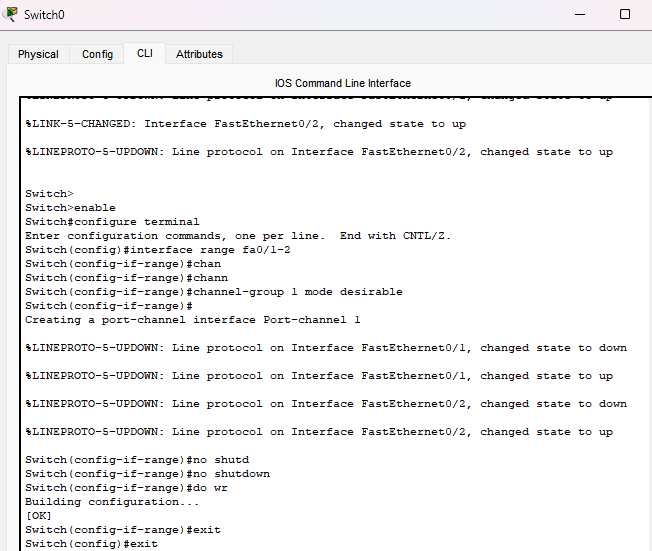 Switch0
Physical Config CLI Attributes
IOS Command Line Interface
%LINK-5-CHANGED: Interface FastEthernet0/2, changed state to up
%LINEPROTO-5-UPDOWN: Line protocol on Interface FastEthernet0/2, changed state to up
Switch>
Switch>enable
Switch#configure terminal
Enter configuration commands, one per line.  End with CNTL/Z.
Switch(config)#interface range fa0/1-2
Switch(config-if-range)#chan
Switch(config-if-range)#chann
Switch(config-if-range)#channel-group 1 mode desirable
Switch(config-if-range)#
Creating a port-channel interface Port-channel 1
%LINEPROTO-5-UPDOWN: Line protocol on Interface FastEthernet0/1, changed state to down
%LINEPROTO-5-UPDOWN: Line protocol on Interface FastEthernet0/1, changed state to up
%LINEPROTO-5-UPDOWN: Line protocol on Interface FastEthernet0/2, changed state to down
%LINEPROTO-5-UPDOWN: Line protocol on Interface FastEthernet0/2, changed state to up
Switch(config-if-range)#no shutd
Switch(config-if-range)#no shutdown
Switch(config-if-range)#do wr
Building configuration...
[OK]
Switch(config-if-range)#exit
Switch(config)#exit